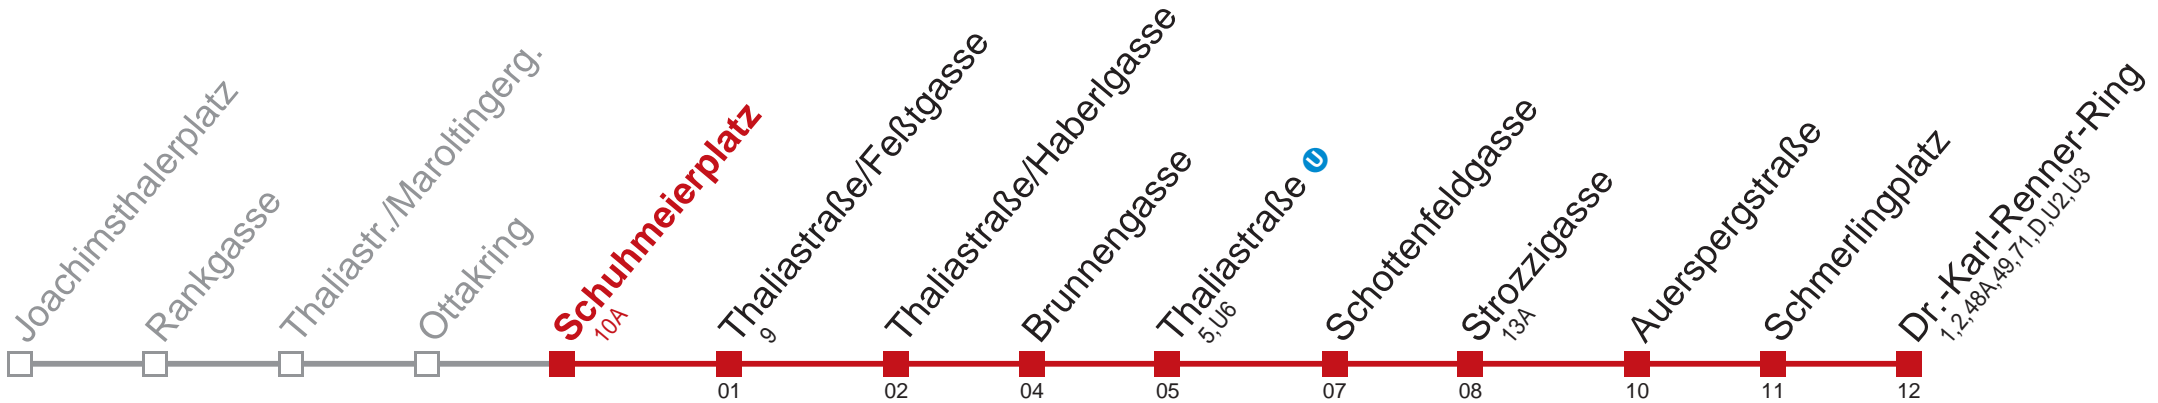 Joachimsthalerplatz
Rankgasse
Thaliastr./Maroltingerg.
Ottakring
Schuhmeierplatz
10A
Thaliastraße/Feßtgasse
9
Thaliastraße/Haberlgasse
Brunnengasse
Thaliastraße U
5,U6
Schottenfeldgasse
Strozzigasse
13A
Auerspergstraße
Schmerlingplatz
Dr.-Karl-Renner-Ring
1,2,48A,49,71,D,U2,U3
01 02 04 05 07 08 10 11 12